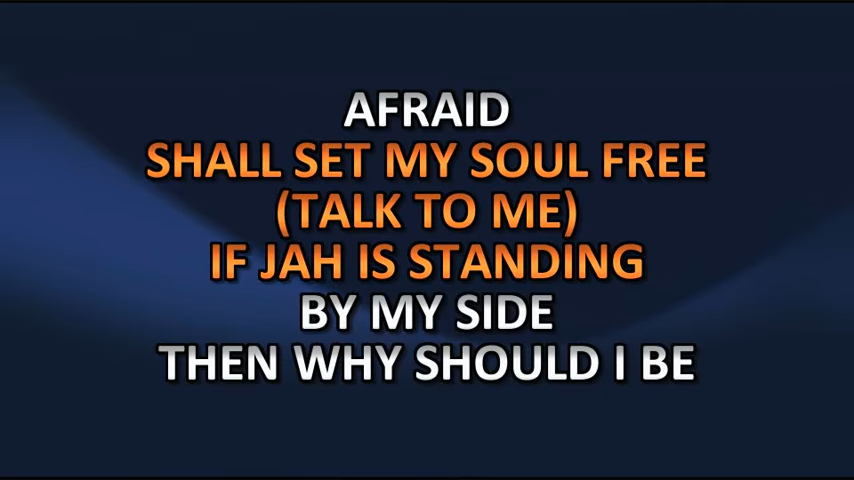 AFRAID
SHALL SET MY SOUL FREE
(TALK TO ME)
IF JAH IS STANDING
BY MY SIDE
THEN WHY SHOULD I BE